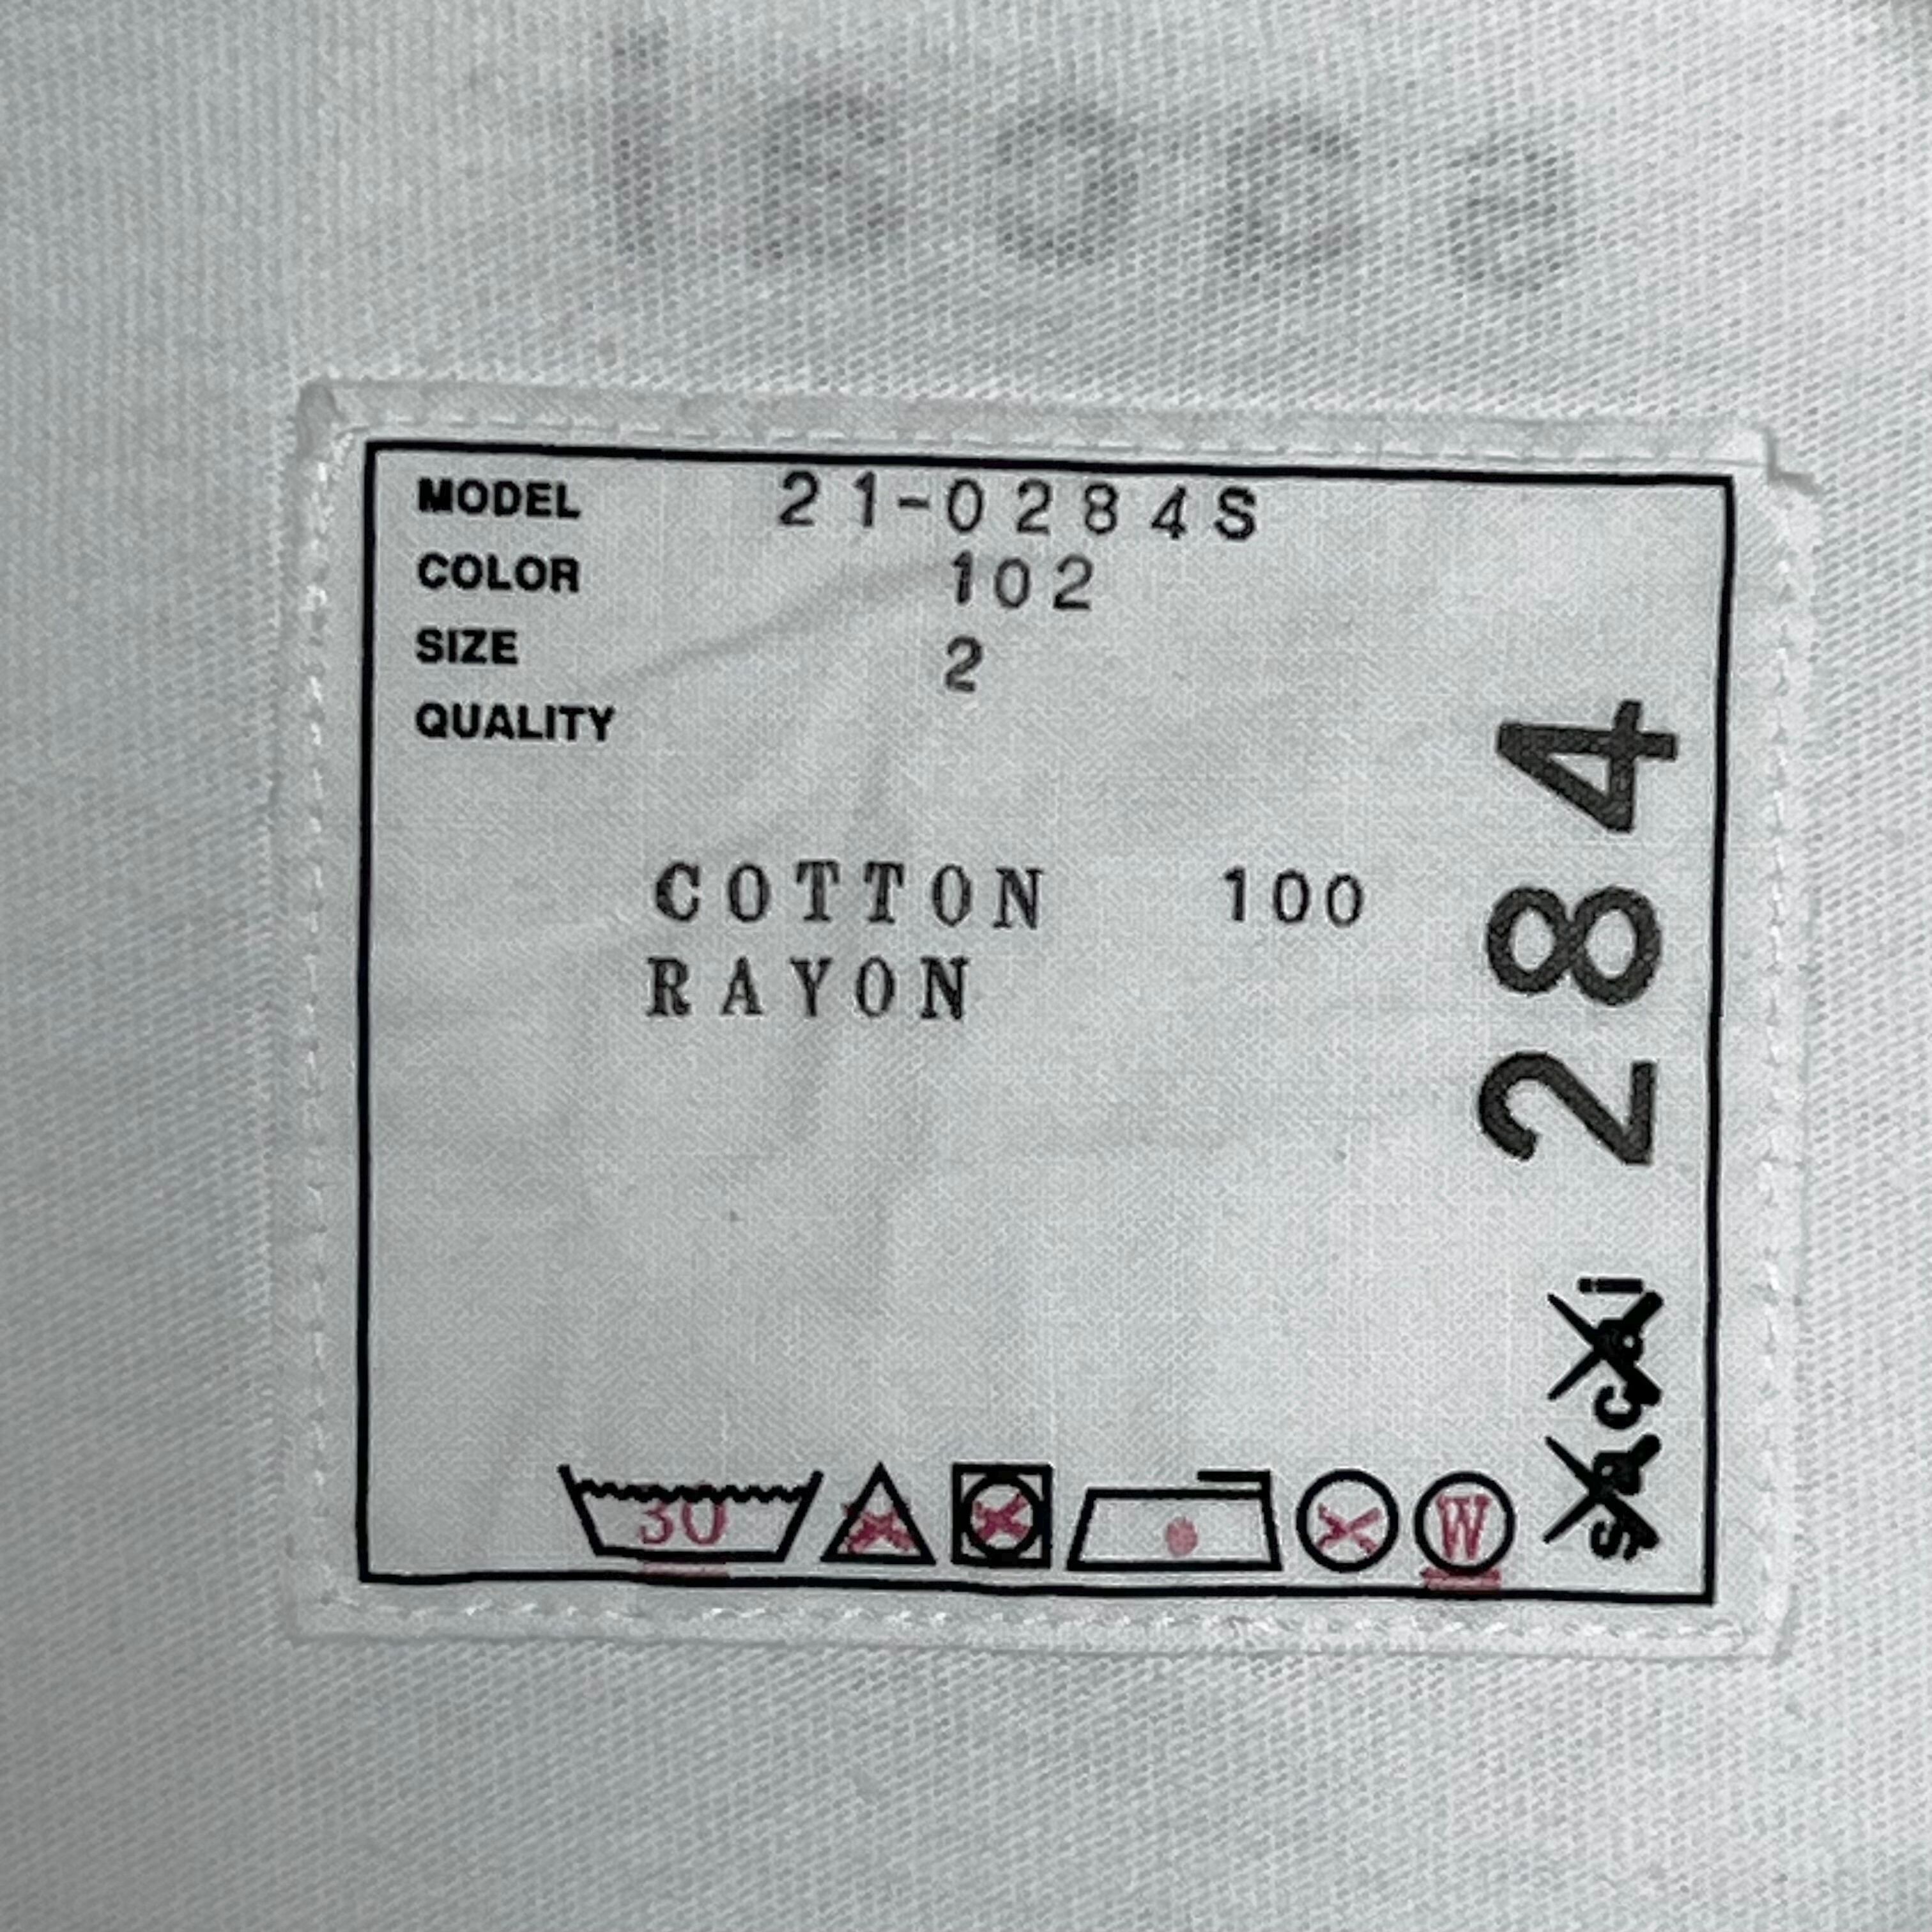 MODEL 21-0284S
COLOR 102
SIZE 2
QUALITY
COTTON 100
RAYON
30
W
sacai 284